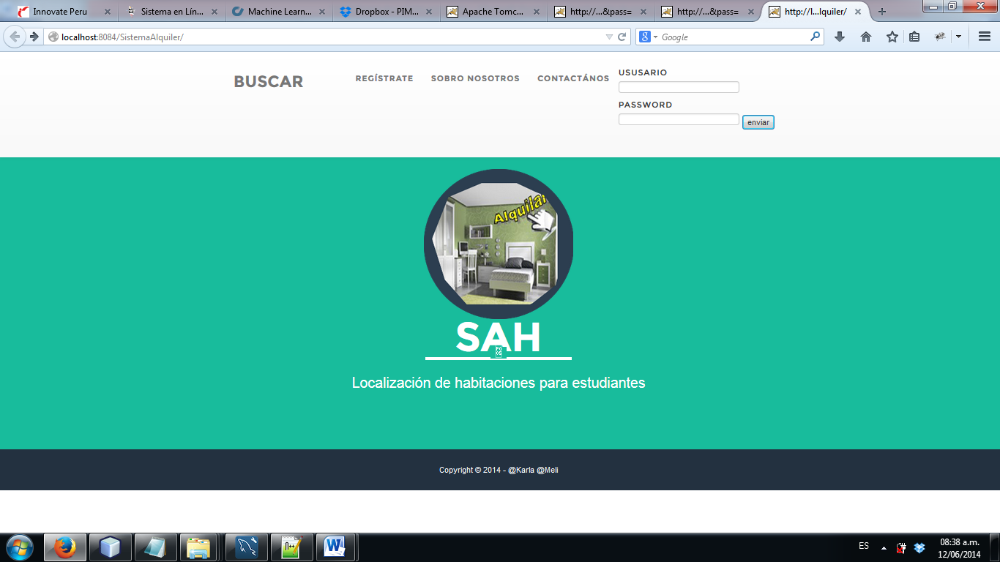 Innovate Peru
Sistema en Lín...
Machine Learn...
Dropbox - PIM...
Apache Tomc...
http://...&pass=
http://...&pass=
http://l...lquiler/
localhost:8084/SistemaAlquiler/
Google
BUSCAR
REGÍSTRATE
SOBRO NOSOTROS
CONTACTÁNOS
USUSARIO
PASSWORD
enviar
Alquilar
SAH
Localización de habitaciones para estudiantes
Copyright © 2014 - @Karla @Meli
ES
08:38 a.m.
12/06/2014